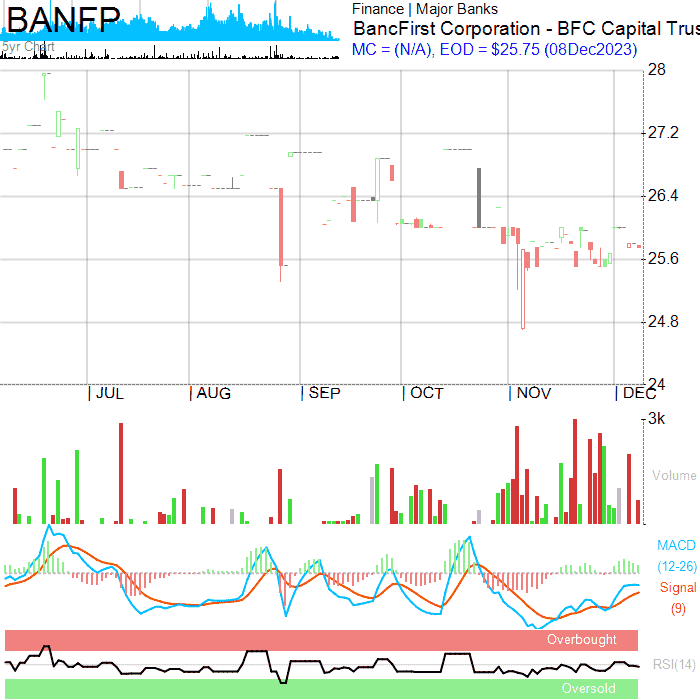 BANFP
5yr Chart
Finance | Major Banks
BancFirst Corporation - BFC Capital Trus
MC = (N/A), EOD = $25.75 (08Dec2023)
28
27.2
26.4
25.6
24.8
24
JUL AUG SEP OCT NOV DEC
3k
Volume
MACD
(12-26)
Signal
(9)
Overbought
RSI(14)
Oversold